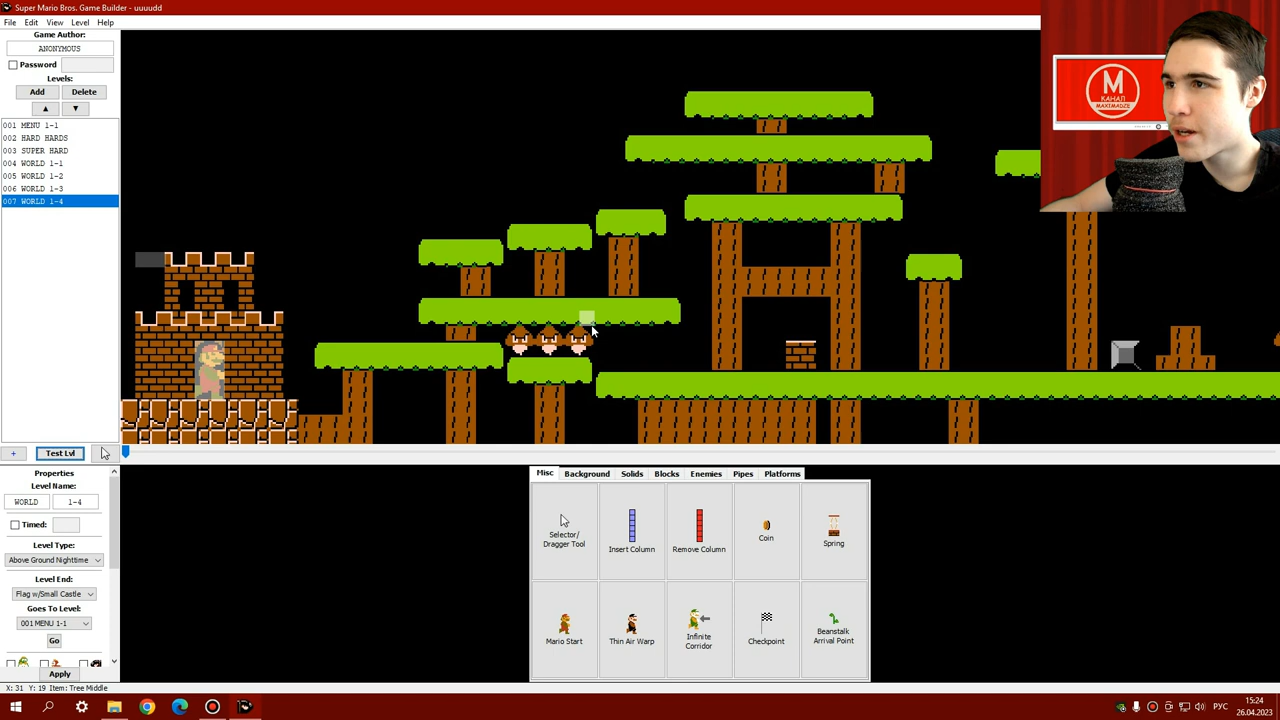 Super Mario Bros. Game Builder - uuuudd
File Edit View Level Help
Game Author:
ANONYMOUS
Password
Levels:
Add Delete
▲ ▼
001 MENU 1-1
002 HARD HARDS
003 SUPER HARD
004 WORLD 1-1
005 WORLD 1-2
006 WORLD 1-3
007 WORLD 1-4
+ Test Lvl
Properties
Level Name:
WORLD 1-4
Timed:
Level Type:
Above Ground Nighttime
Level End:
Flag w/Small Castle
Goes To Level:
001 MENU 1-1
Go
Apply
Misc Background Solids Blocks Enemies Pipes Platforms
Selector/
Dragger Tool
Insert Column
Remove Column
Coin
Spring
Mario Start
Thin Air Warp
Infinite
Corridor
Checkpoint
Beanstalk
Arrival Point
M
КАНАЛ
MAXIMADZE
X: 31 Y: 19 Item: Tree Middle
РУС
15:24
26.04.2023